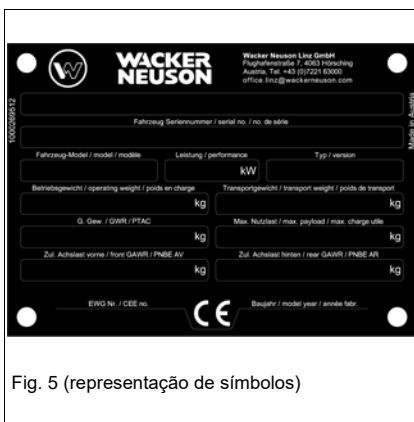 WACKER
NEUSON
Wacker Neuson Linz GmbH
Flughafenstraße 7, 4063 Hörsching
Austria, Tel. +43 (0)7221 63000
office.linz@wackerneuson.com
1000269512
Made in Austria
Fahrzeug Seriennummer / serial no. / no. de série
Fahrzeug-Model / model / modèle
Leistung / performance
Typ / version
kW
Betriebsgewicht / operating weight / poids en charge
Transportgewicht / transport weight / poids de transport
kg
kg
G. Gew. / GWR / PTAC
Max. Nutzlast / max. payload / max. charge utile
kg
kg
Zul. Achslast vorne / front GAWR / PNBE AV
Zul. Achslast hinten / rear GAWR / PNBE AR
kg
kg
EWG Nr. / CEE no.
CE
Baujahr / model year / année fabr.
Fig. 5 (representação de símbolos)